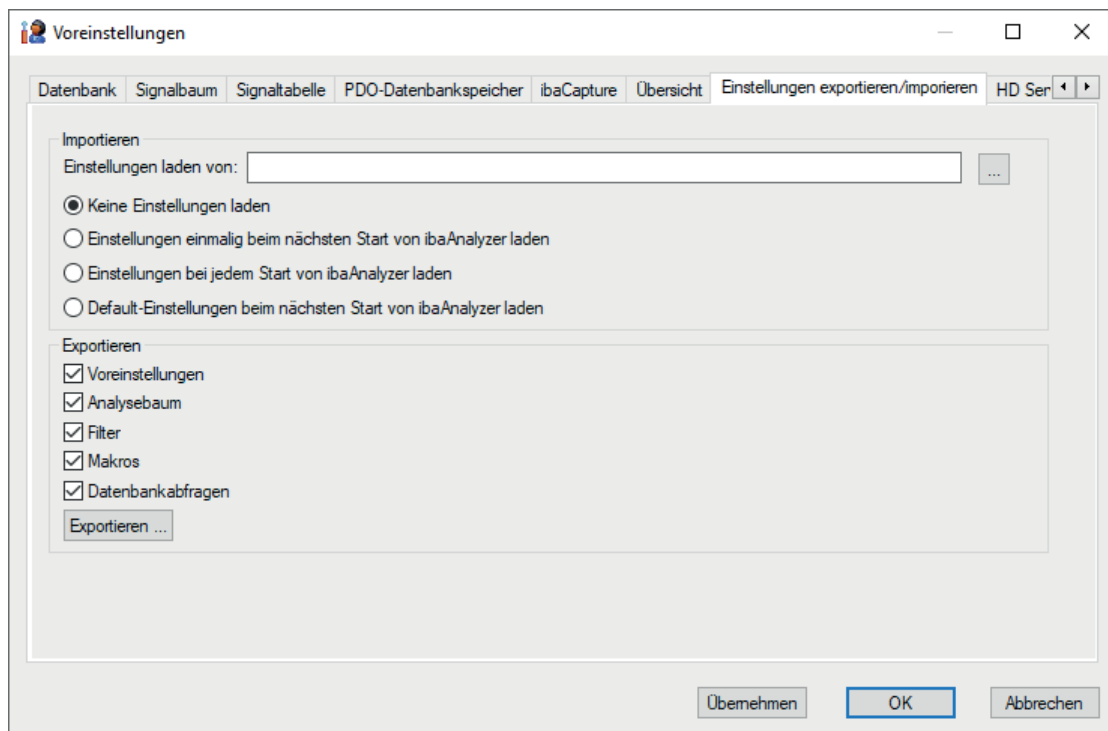 Voreinstellungen
Datenbank Signalbaum Signaltabelle PDO-Datenbankspeicher ibaCapture Übersicht Einstellungen exportieren/imporieren HD Ser
Importieren
Einstellungen laden von: ...
Keine Einstellungen laden
Einstellungen einmalig beim nächsten Start von ibaAnalyzer laden
Einstellungen bei jedem Start von ibaAnalyzer laden
Default-Einstellungen beim nächsten Start von ibaAnalyzer laden
Exportieren
Voreinstellungen
Analysebaum
Filter
Makros
Datenbankabfragen
Exportieren ...
Übernehmen OK Abbrechen